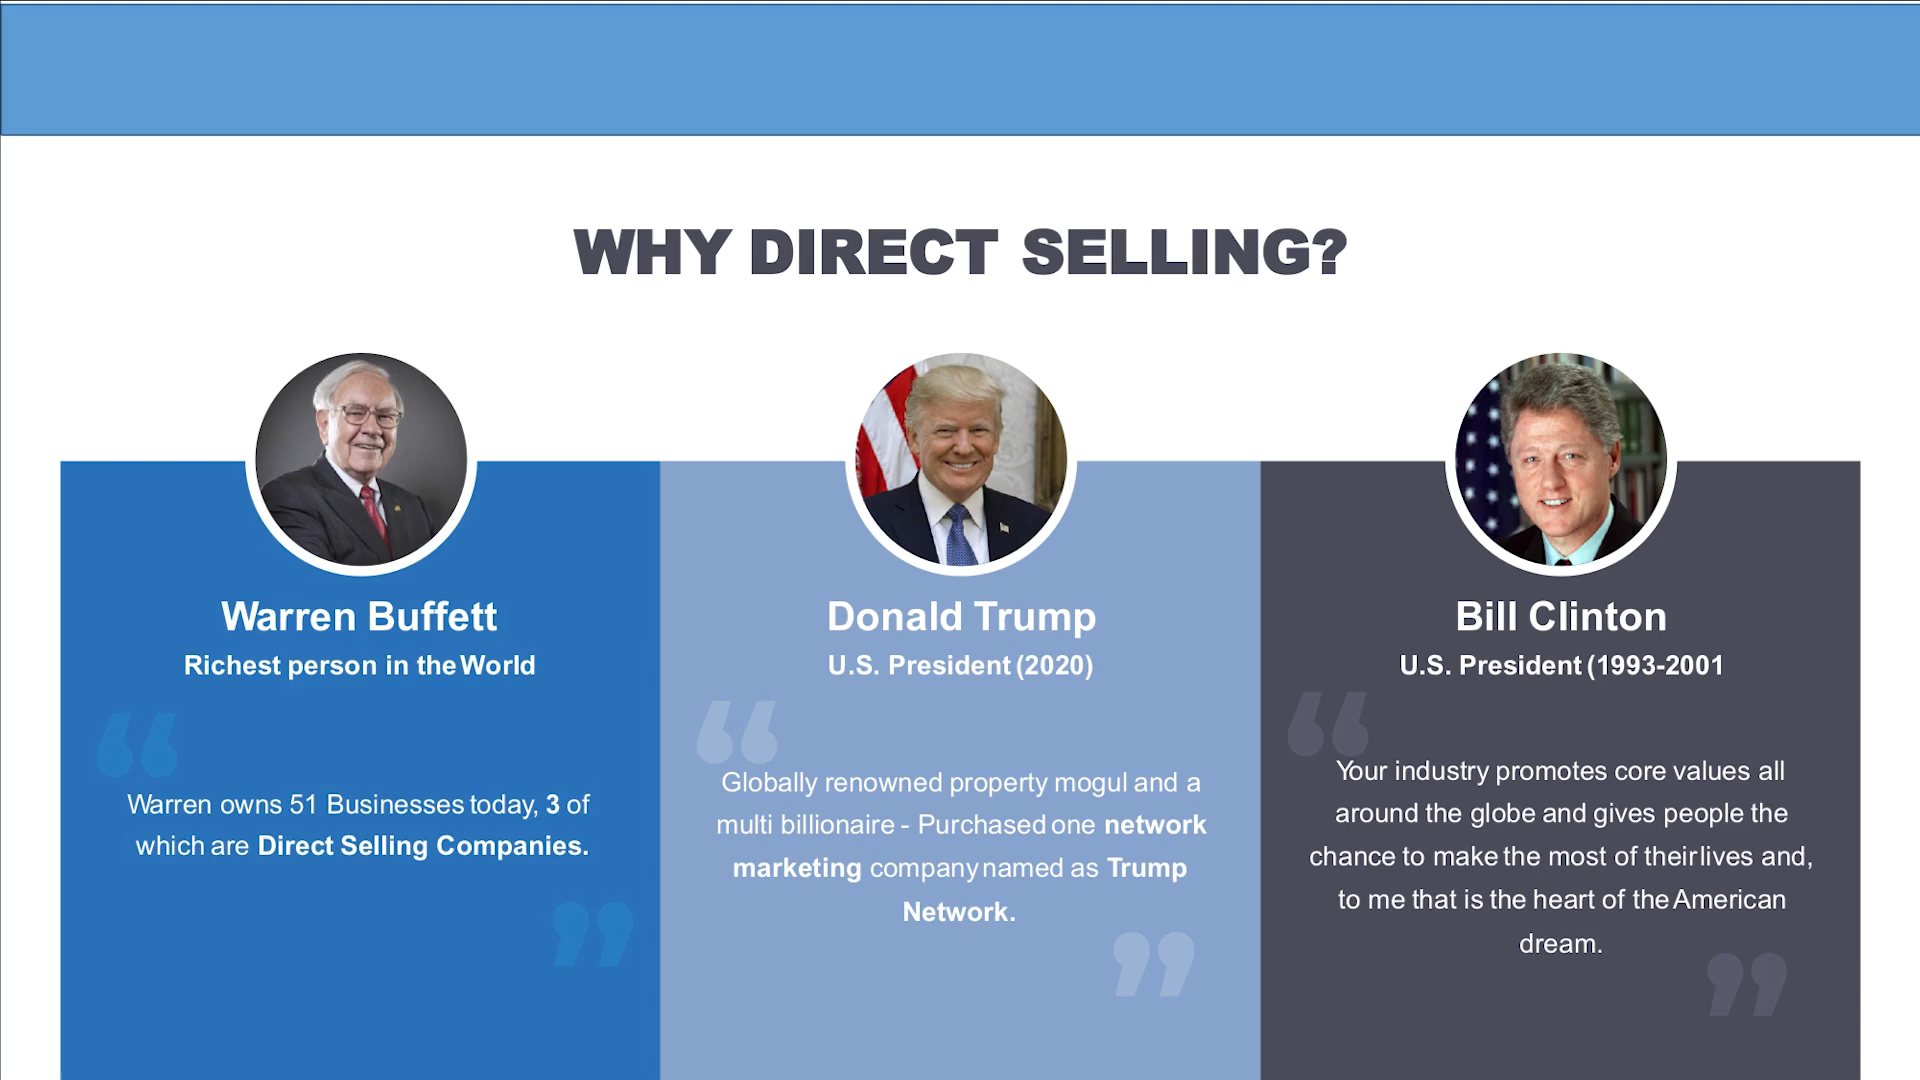 WHY DIRECT SELLING?
Warren Buffett
Richest person in the World
Warren owns 51 Businesses today, 3 of
which are Direct Selling Companies.
Donald Trump
U.S. President (2020)
Globally renowned property mogul and a
multi billionaire - Purchased one network
marketing company named as Trump
Network.
Bill Clinton
U.S. President (1993-2001
Your industry promotes core values all
around the globe and gives people the
chance to make the most of their lives and,
to me that is the heart of the American
dream.